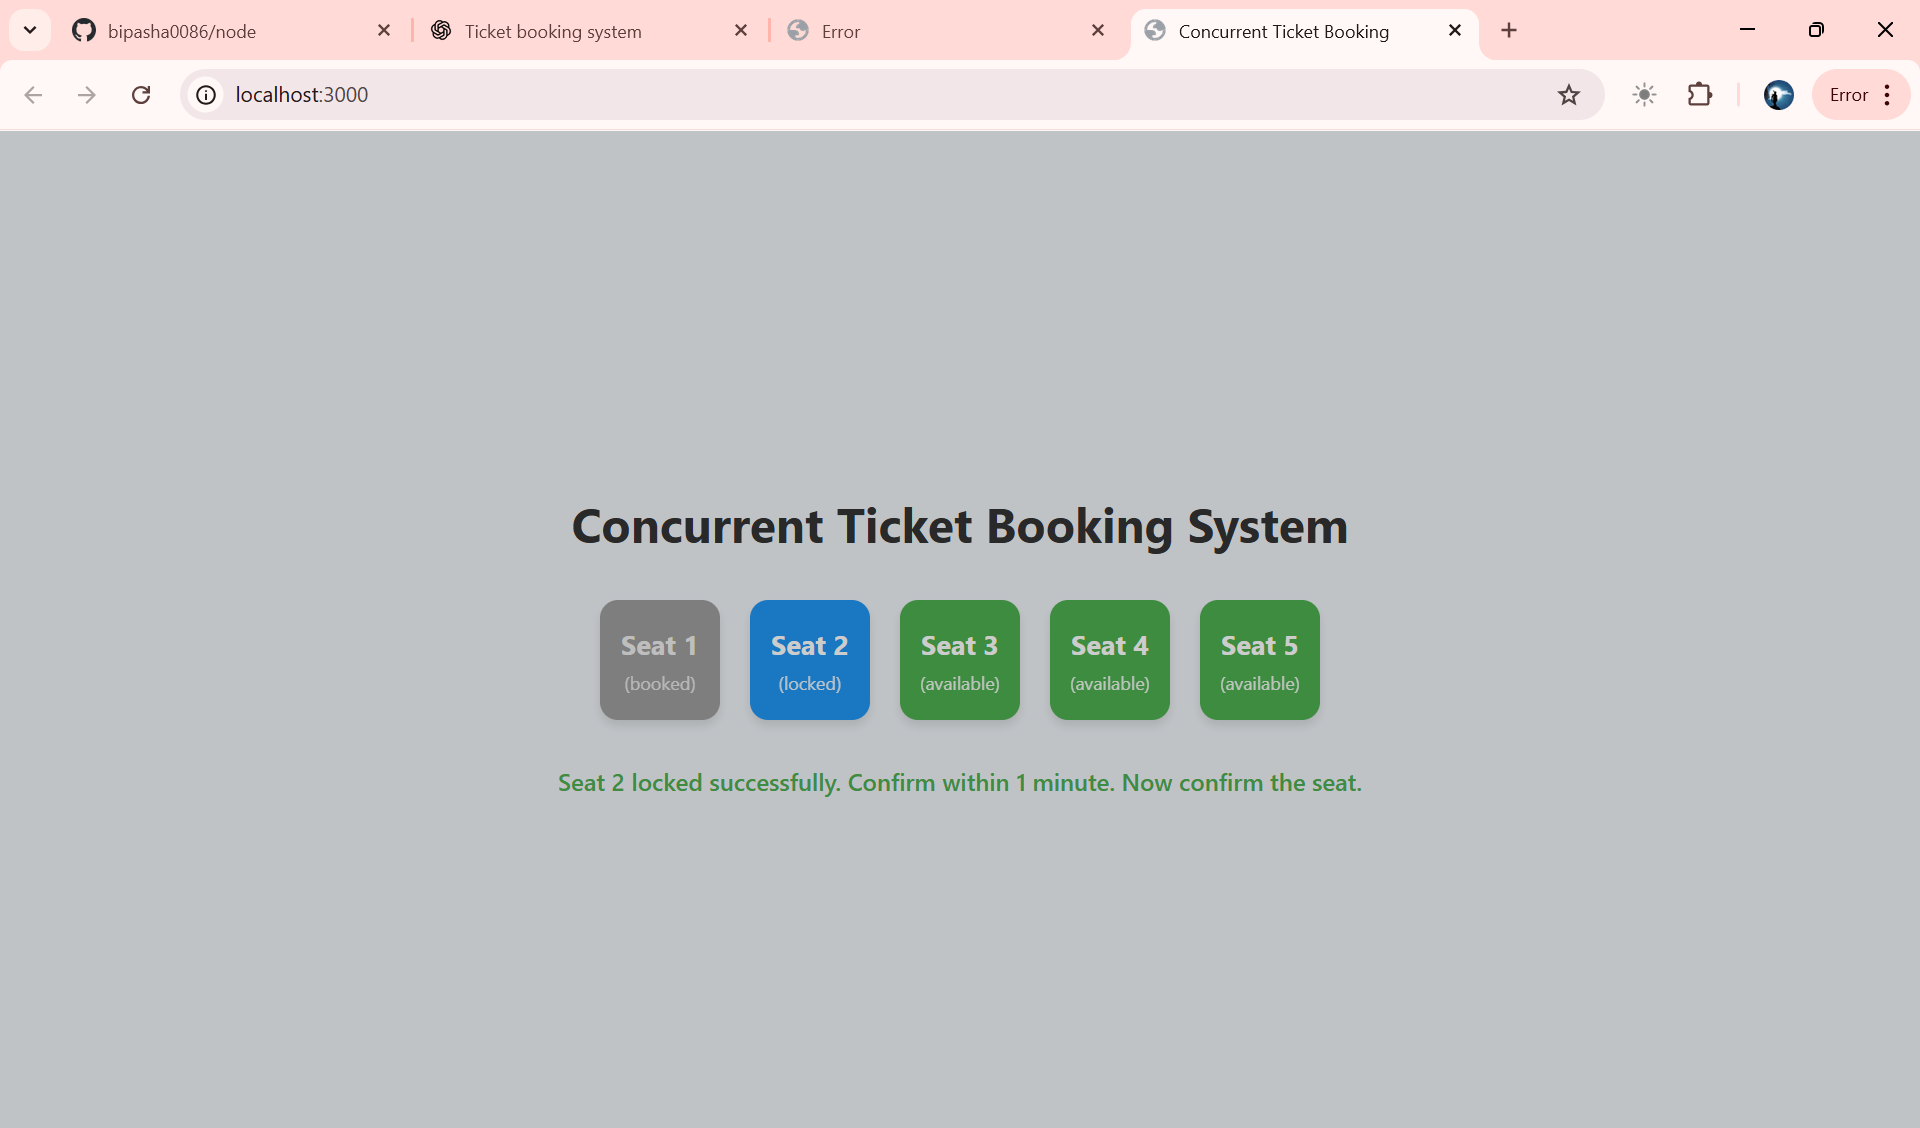 bipasha0086/node
Ticket booking system
Error
Concurrent Ticket Booking
localhost:3000
Error
Concurrent Ticket Booking System
Seat 1
(booked)
Seat 2
(locked)
Seat 3
(available)
Seat 4
(available)
Seat 5
(available)
Seat 2 locked successfully. Confirm within 1 minute. Now confirm the seat.